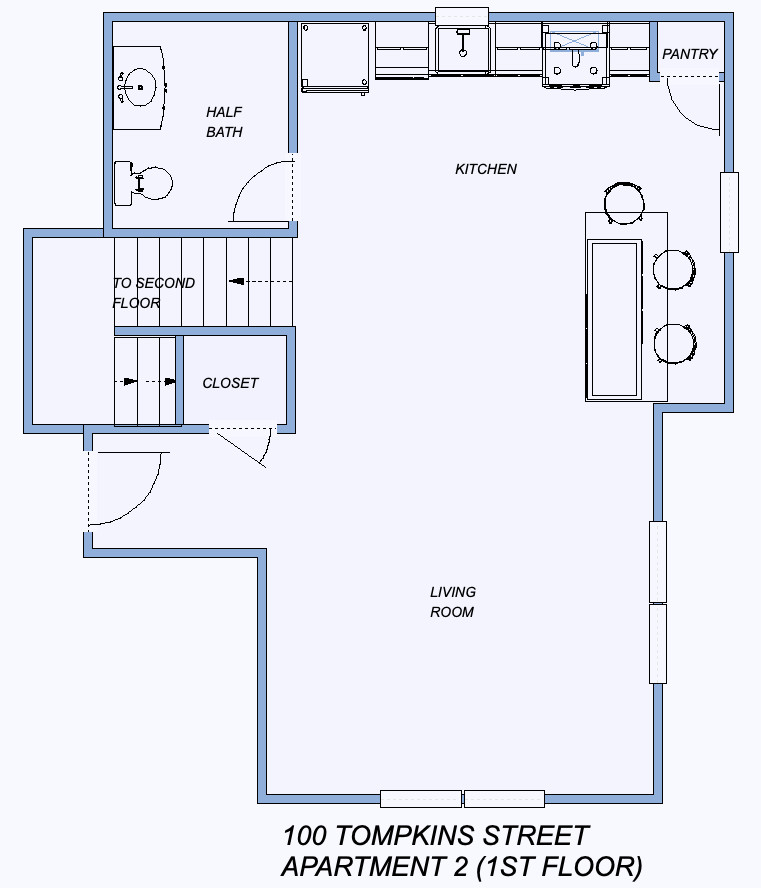 PANTRY
HALF
BATH
KITCHEN
TO SECOND
FLOOR
CLOSET
LIVING
ROOM
100 TOMPKINS STREET
APARTMENT 2 (1ST FLOOR)